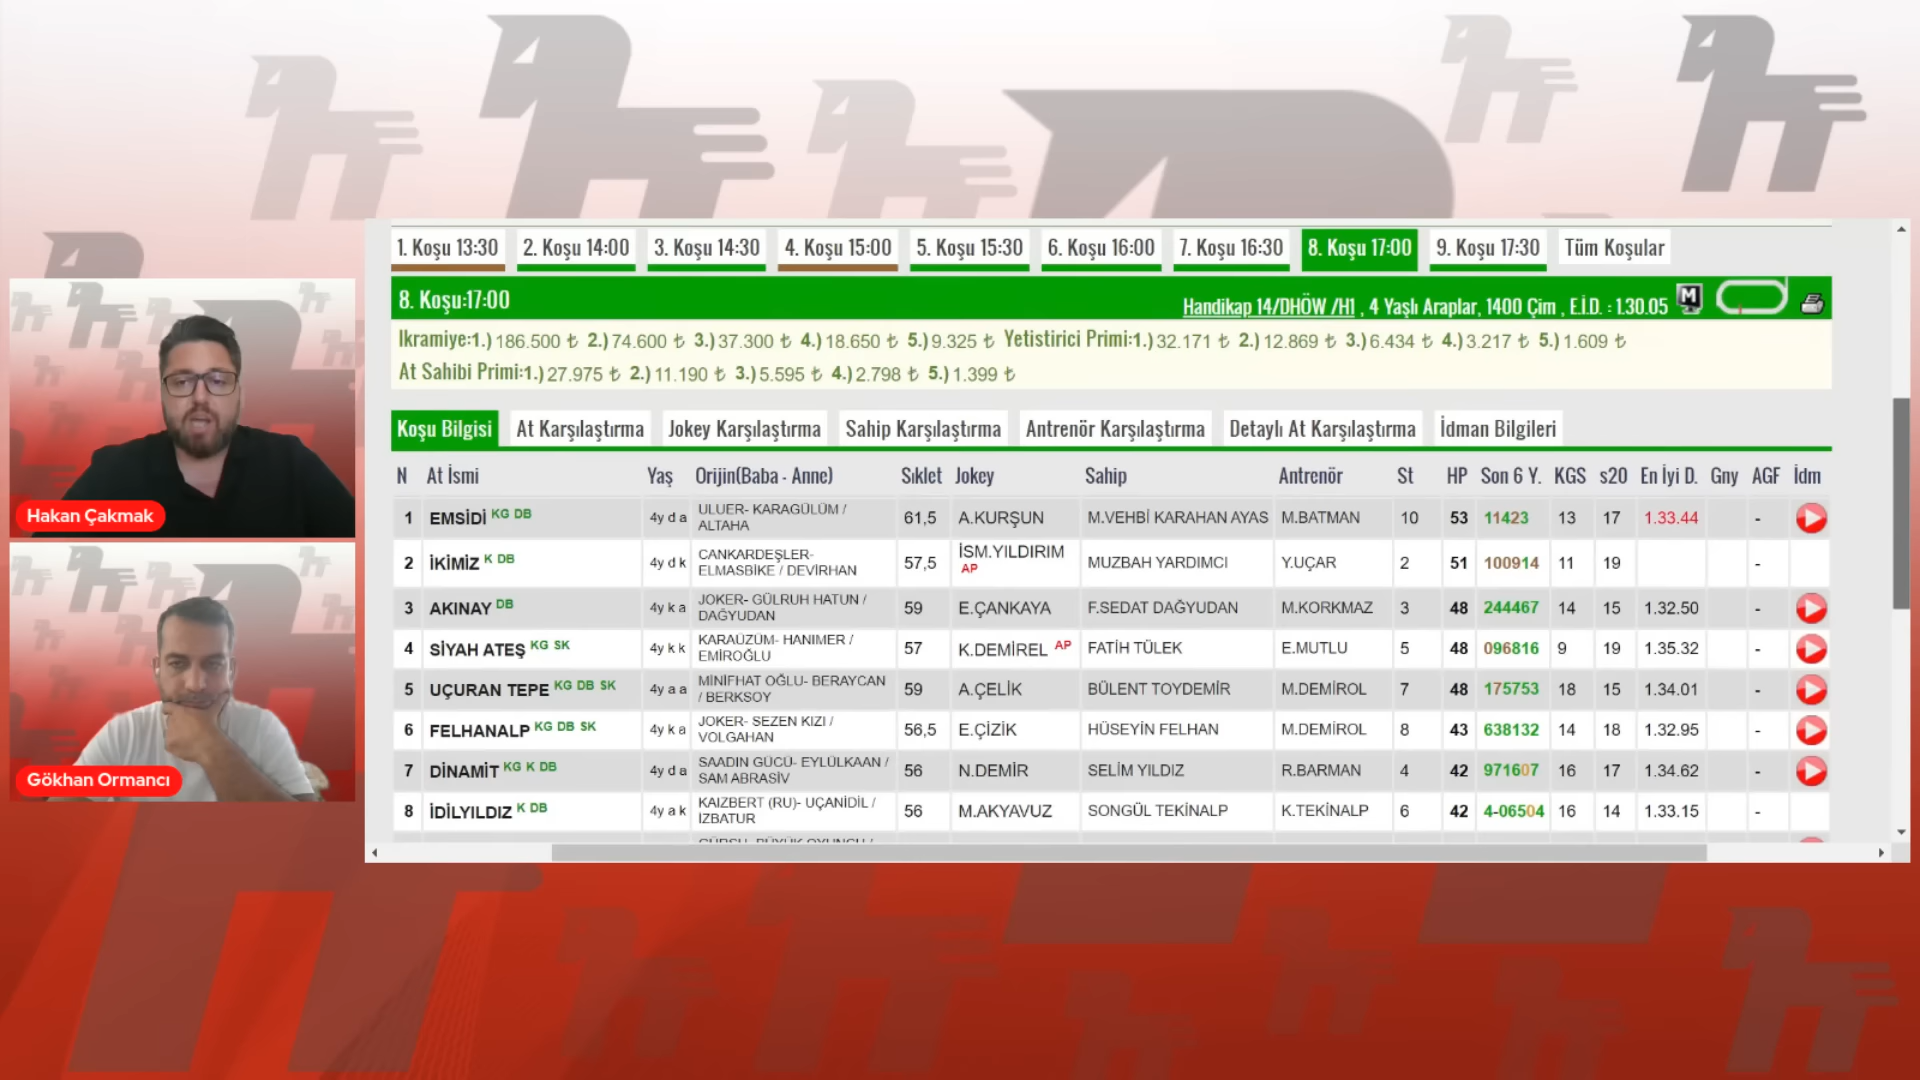 1. Koşu 13:30 2. Koşu 14:00 3. Koşu 14:30 4. Koşu 15:00 5. Koşu 15:30 6. Koşu 16:00 7. Koşu 16:30 8. Koşu 17:00 9. Koşu 17:30 Tüm Koşular
8. Koşu:17:00 Handikap 14/DHÖW /H1 , 4 Yaşlı Araplar, 1400 Çim , E.İ.D. : 1.30.05 M
Ikramiye:1.) 186.500 ₺ 2.) 74.600 ₺ 3.) 37.300 ₺ 4.) 18.650 ₺ 5.) 9.325 ₺ Yetistirici Primi:1.) 32.171 ₺ 2.) 12.869 ₺ 3.) 6.434 ₺ 4.) 3.217 ₺ 5.) 1.609 ₺
At Sahibi Primi:1.) 27.975 ₺ 2.) 11.190 ₺ 3.) 5.595 ₺ 4.) 2.798 ₺ 5.) 1.399 ₺
Koşu Bilgisi At Karşılaştırma Jokey Karşılaştırma Sahip Karşılaştırma Antrenör Karşılaştırma Detaylı At Karşılaştırma İdman Bilgileri
N At İsmi Yaş Orijin(Baba - Anne) Sıklet Jokey Sahip Antrenör St HP Son 6 Y. KGS s20 En İyi D. Gny AGF İdm
1 EMSİDİ KG DB 4y d a ULUER- KARAGÜLÜM / ALTAHA 61,5 A.KURŞUN M.VEHBİ KARAHAN AYAS M.BATMAN 10 53 11423 13 17 1.33.44 -
2 İKİMİZ K DB 4y d k CANKARDEŞLER- ELMASBİKE / DEVİRHAN 57,5 İSM.YILDIRIM AP MUZBAH YARDIMCI Y.UÇAR 2 51 100914 11 19 -
3 AKINAY DB 4y k a JOKER- GÜLRUH HATUN / DAĞYUDAN 59 E.ÇANKAYA F.SEDAT DAĞYUDAN M.KORKMAZ 3 48 244467 14 15 1.32.50 -
4 SİYAH ATEŞ KG SK 4y k k KARAÜZÜM- HANIMER / EMİROĞLU 57 K.DEMİREL AP FATİH TÜLEK E.MUTLU 5 48 096816 9 19 1.35.32 -
5 UÇURAN TEPE KG DB SK 4y a a MİNİFHAT OĞLU- BERAYCAN / BERKSOY 59 A.ÇELİK BÜLENT TOYDEMİR M.DEMİROL 7 48 175753 18 15 1.34.01 -
6 FELHANALP KG DB SK 4y k a JOKER- SEZEN KIZI / VOLGAHAN 56,5 E.ÇİZİK HÜSEYİN FELHAN M.DEMİROL 8 43 638132 14 18 1.32.95 -
7 DİNAMİT KG K DB 4y d a SAADIN GÜCÜ- EYLÜLKAAN / SAM ABRASİV 56 N.DEMİR SELİM YILDIZ R.BARMAN 4 42 971607 16 17 1.34.62 -
8 İDİLYILDIZ K DB 4y a k KAIZBERT (RU)- UÇANİDİL / İZBATUR 56 M.AKYAVUZ SONGÜL TEKİNALP K.TEKİNALP 6 42 4-06504 16 14 1.33.15 -
Hakan Çakmak
Gökhan Ormancı